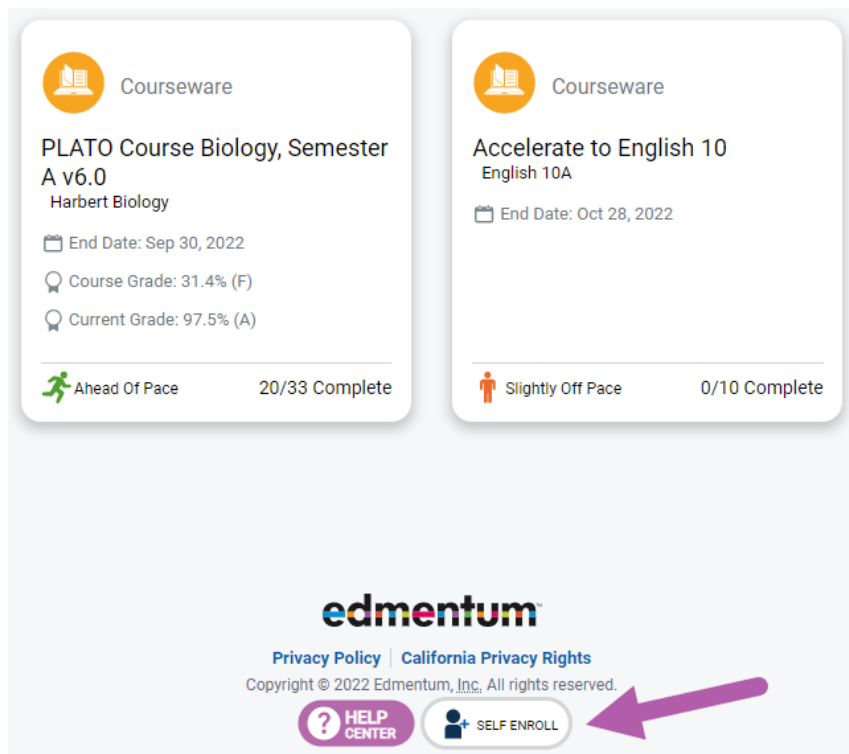 Courseware
PLATO Course Biology, Semester
A v6.0
Harbert Biology
End Date: Sep 30, 2022
Course Grade: 31.4% (F)
Current Grade: 97.5% (A)
Ahead Of Pace 20/33 Complete
Courseware
Accelerate to English 10
English 10A
End Date: Oct 28, 2022
Slightly Off Pace 0/10 Complete
edmentum™
Privacy Policy | California Privacy Rights
Copyright © 2022 Edmentum, Inc. All rights reserved.
? HELP
CENTER
SELF ENROLL